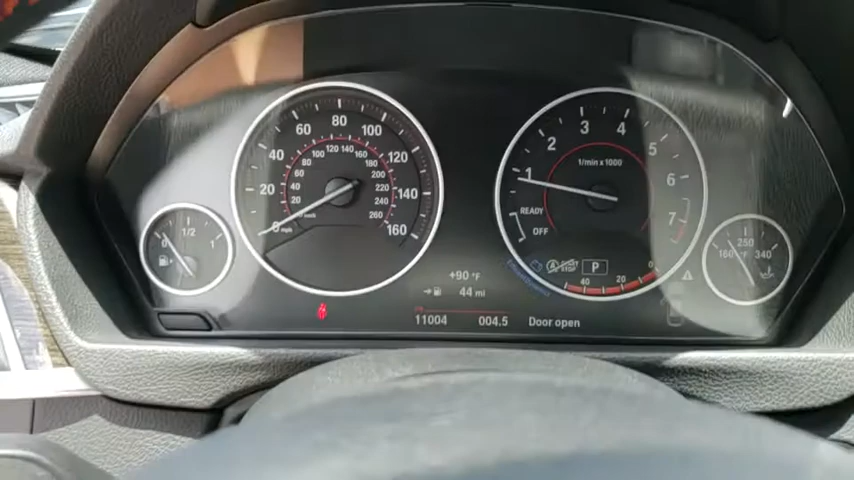 0 1/2 1
0 20 40 60 80 100 120 140 160
mph
20 40 60 80 100 120 140 160 180 200 220 240 260
1 2 3 4 5 6 7
1/min x 1000
READY
OFF
P
40 20 0
160 250 340
°F
+90 °F
44 mi
11004 004.5 Door open